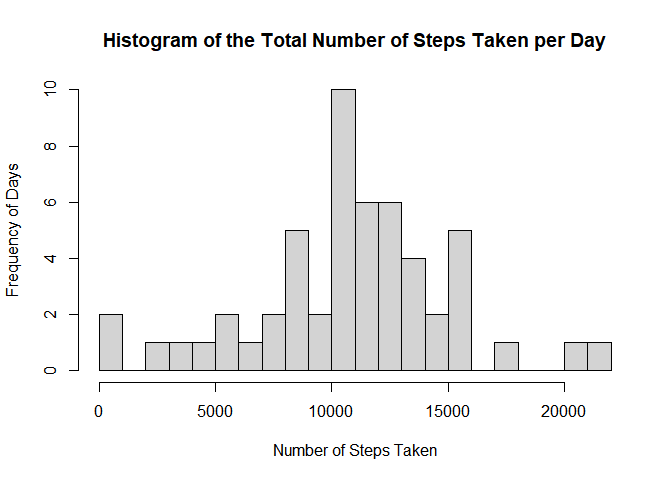 Histogram of the Total Number of Steps Taken per Day
10
8
6
4
2
0
Frequency of Days
0 5000 10000 15000 20000
Number of Steps Taken